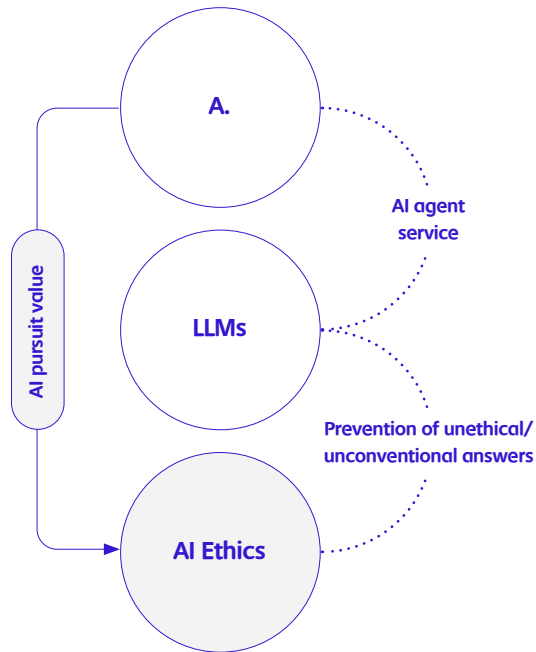 A.
AI agent
service
AI pursuit value
LLMs
Prevention of unethical/
unconventional answers
AI Ethics